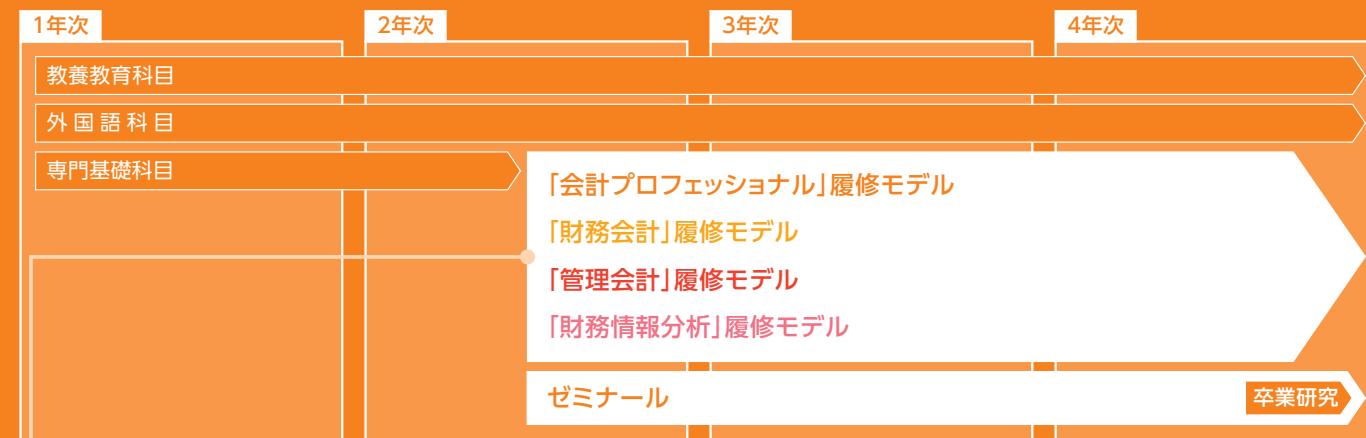 1年次
2年次
3年次
4年次
教養教育科目
外国語科目
専門基礎科目
「会計プロフェッショナル」履修モデル
「財務会計」履修モデル
「管理会計」履修モデル
「財務情報分析」履修モデル
ゼミナール
卒業研究